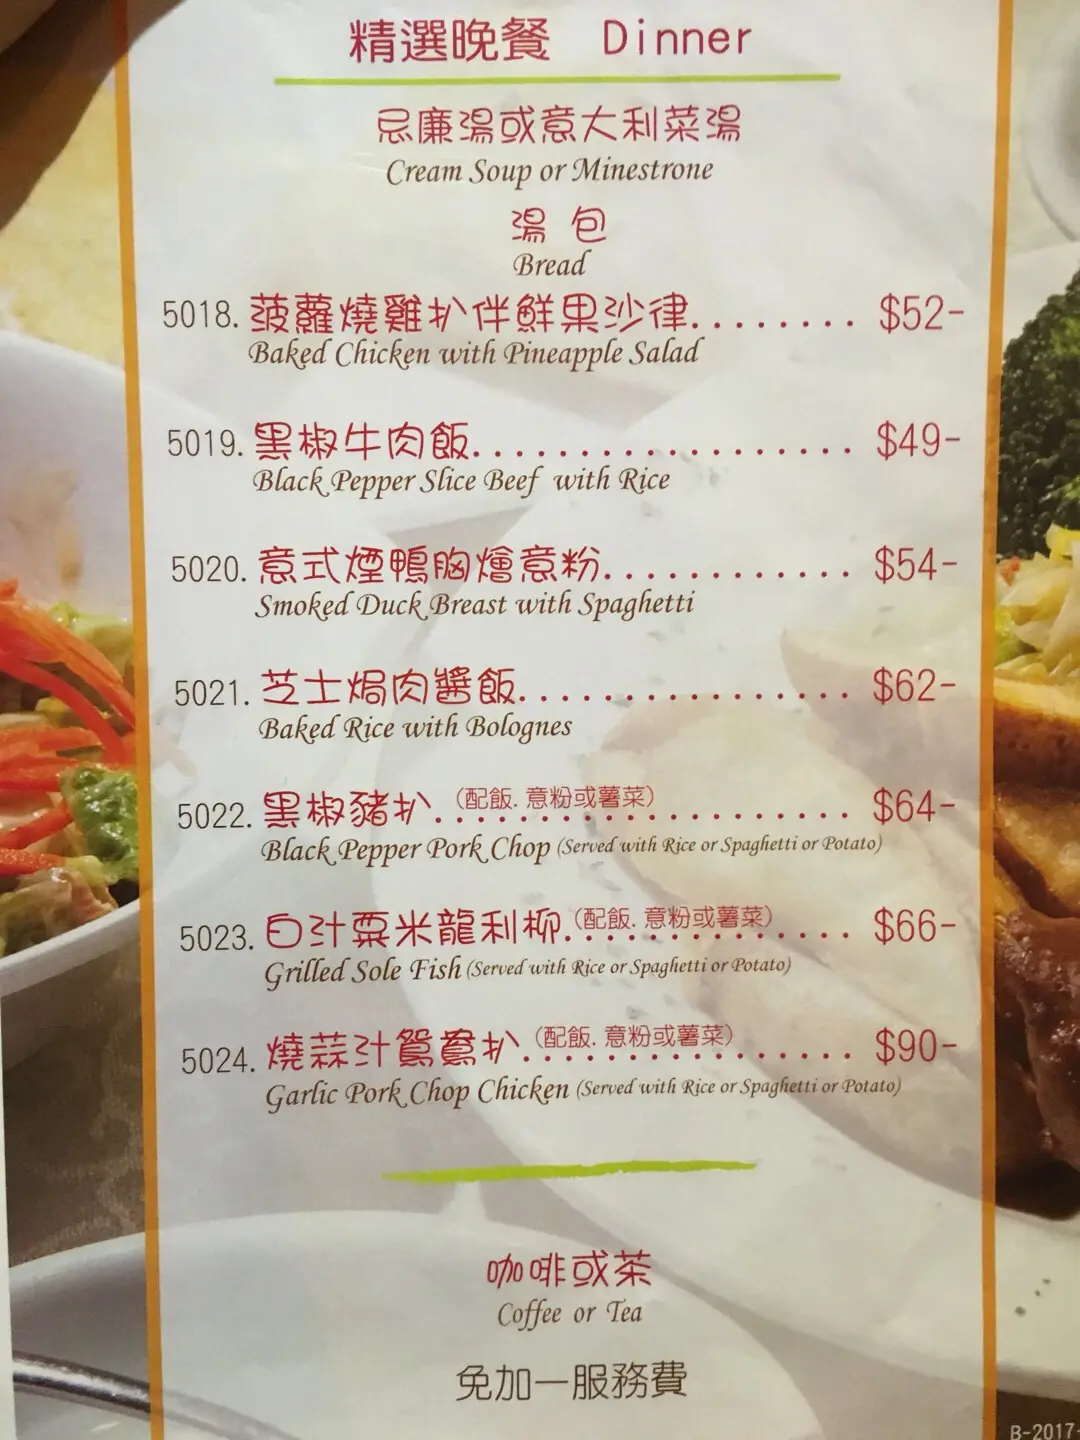 精選晚餐 Dinner
忌廉湯或意大利菜湯
Cream Soup or Minestrone
湯 包
Bread
5018. 菠蘿燒雞扒伴鮮果沙律........ $52-
Baked Chicken with Pineapple Salad
5019. 黑椒牛肉飯.................. $49-
Black Pepper Slice Beef with Rice
5020. 意式煙鴨胸燴意粉............ $54-
Smoked Duck Breast with Spaghetti
5021. 芝士焗肉醬飯................ $62-
Baked Rice with Bolognes
5022. 黑椒豬扒 (配飯. 意粉或薯菜).................... $64-
Black Pepper Pork Chop (Served with Rice or Spaghetti or Potato)
5023. 白汁粟米龍利柳 (配飯. 意粉或薯菜).............. $66-
Grilled Sole Fish (Served with Rice or Spaghetti or Potato)
5024. 燒蒜汁鴛鴦扒 (配飯. 意粉或薯菜)................ $90-
Garlic Pork Chop Chicken (Served with Rice or Spaghetti or Potato)
咖啡或茶
Coffee or Tea
免加一服務費
B-2017-